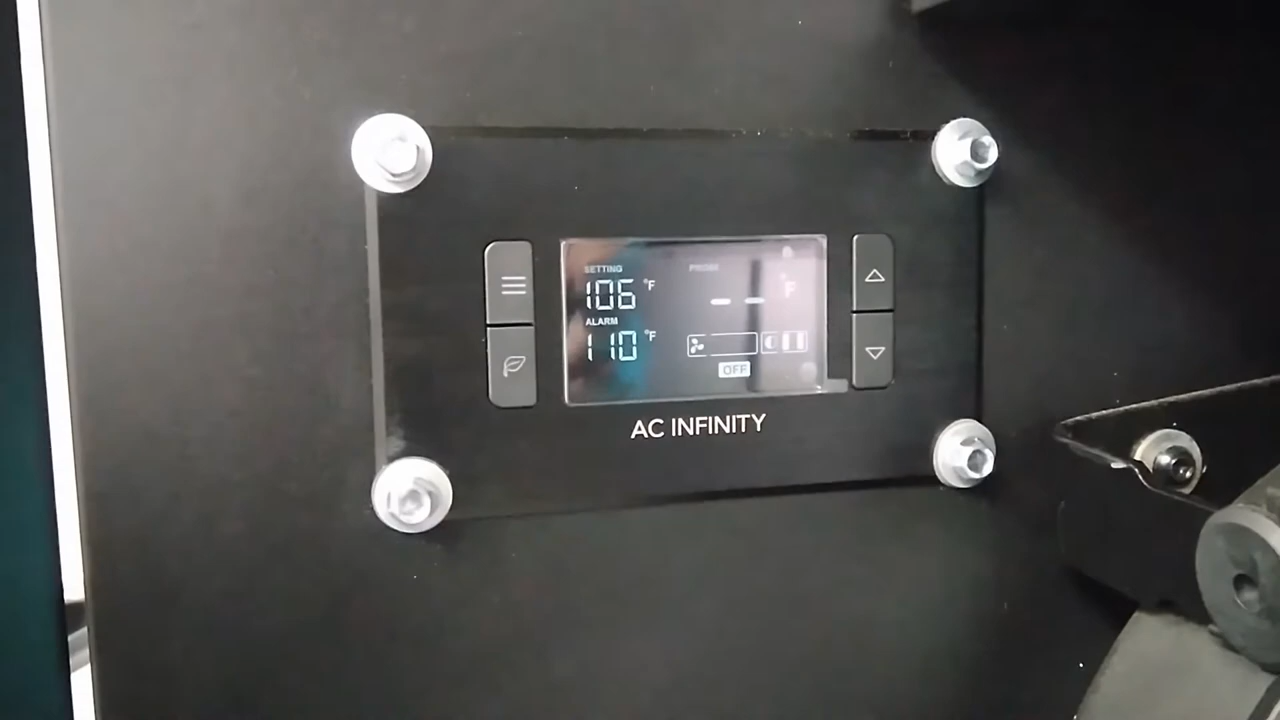 SETTING
106 °F
PROBE
-- °F
ALARM
110 °F
OFF
AC INFINITY